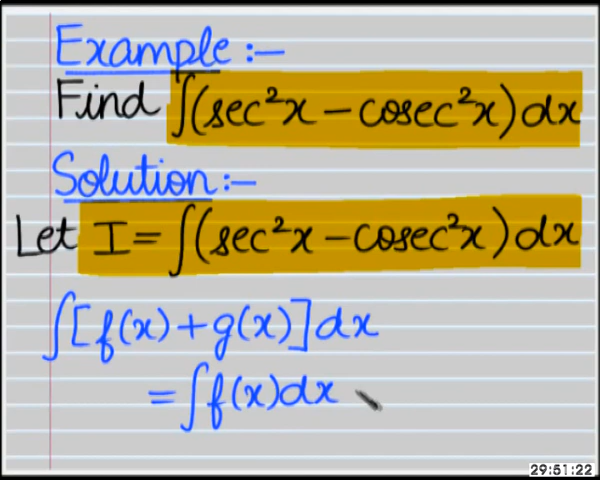 Example :-
Find ∫(sec²x - cosec²x) dx
Solution :-
Let I = ∫(sec²x - cosec²x) dx
∫[f(x) + g(x)] dx
= ∫f(x) dx
29:51:22